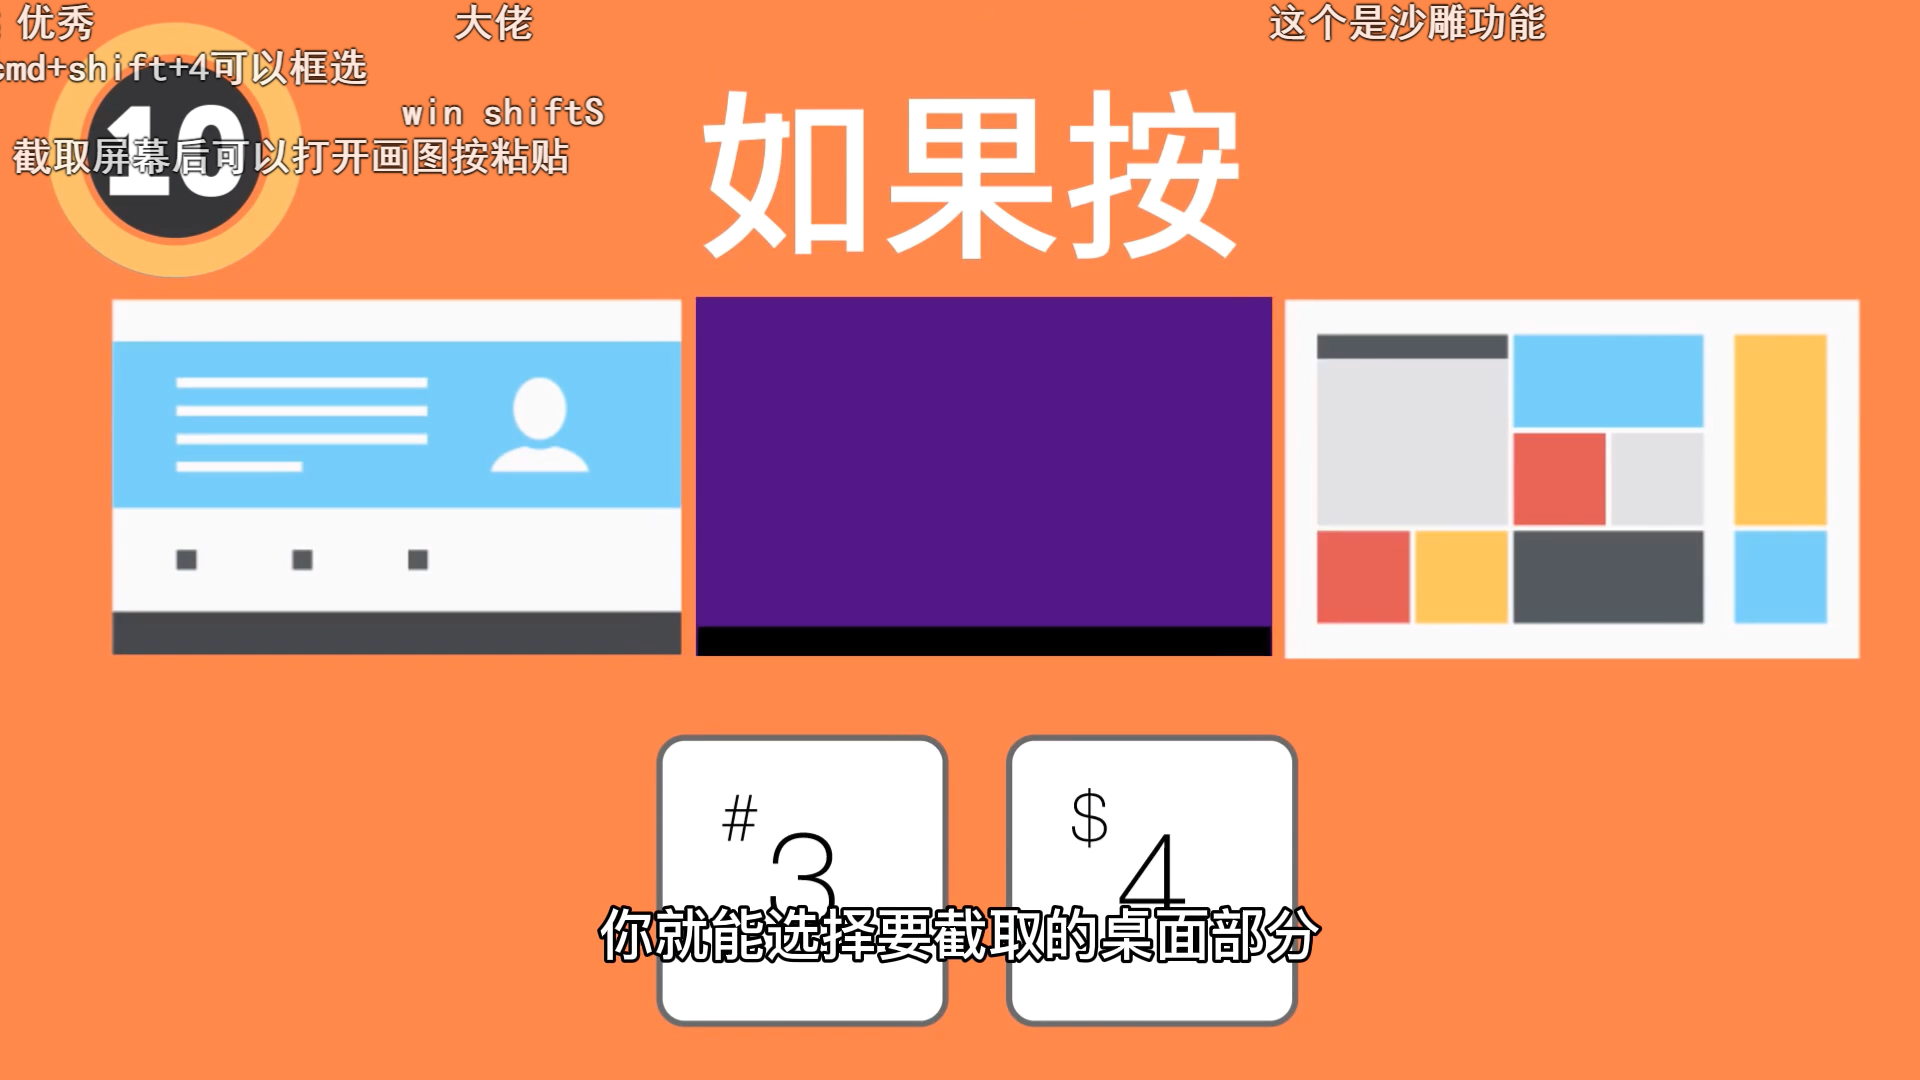 优秀
大佬
这个是沙雕功能
cmd+shift+4可以框选
win shiftS
截取屏幕后可以打开画图按粘贴
10
如果按
#
3
$
4
你就能选择要截取的桌面部分